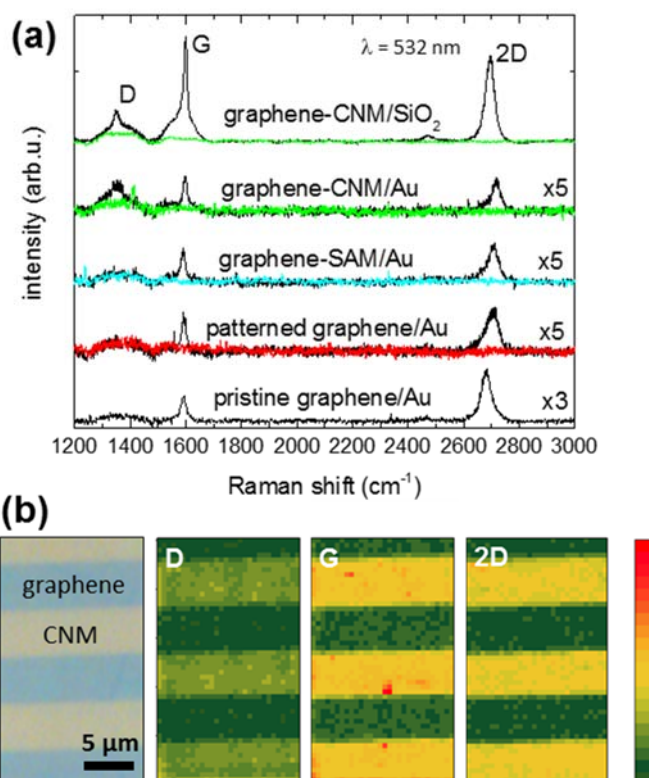 (a)
G
λ = 532 nm
2D
D
graphene-CNM/SiO₂
graphene-CNM/Au
x5
graphene-SAM/Au
x5
patterned graphene/Au
x5
pristine graphene/Au
x3
intensity (arb.u.)
1200 1400 1600 1800 2000 2200 2400 2600 2800 3000
Raman shift (cm⁻¹)
(b)
graphene
CNM
5 μm
D
G
2D